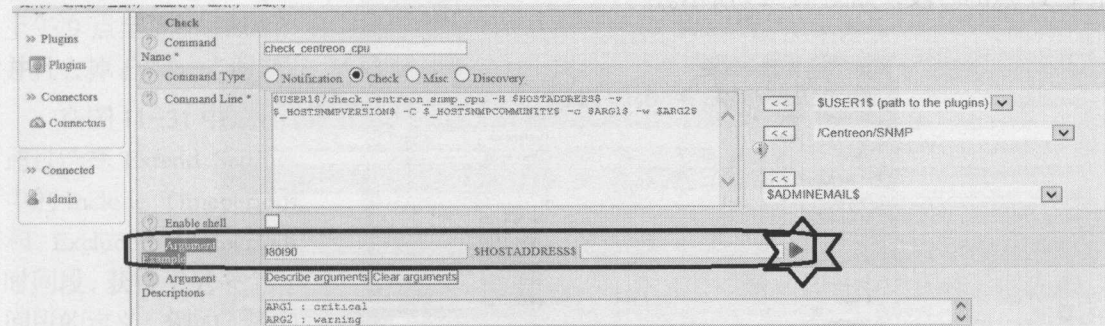 Check
>> Plugins
Plugins
>> Connectors
Connectors
>> Connected
admin
Command Name *
check_centreon_cpu
Command Type
Notification Check Misc Discovery
Command Line *
$USER1$/check_centreon_snmp_cpu -H $HOSTADDRESS$ -v
$_HOSTSNMPVERSION$ -C $_HOSTSNMPCOMMUNITY$ -c $ARG1$ -w $ARG2$
<< $USER1$ (path to the plugins)
<< /Centreon/SNMP
<<
$ADMINEMAIL$
Enable shell
Argument Example
!80!90 $HOSTADDRESS$
Argument Descriptions
Describe arguments Clear arguments
ARG1 : critical
ARG2 : warning